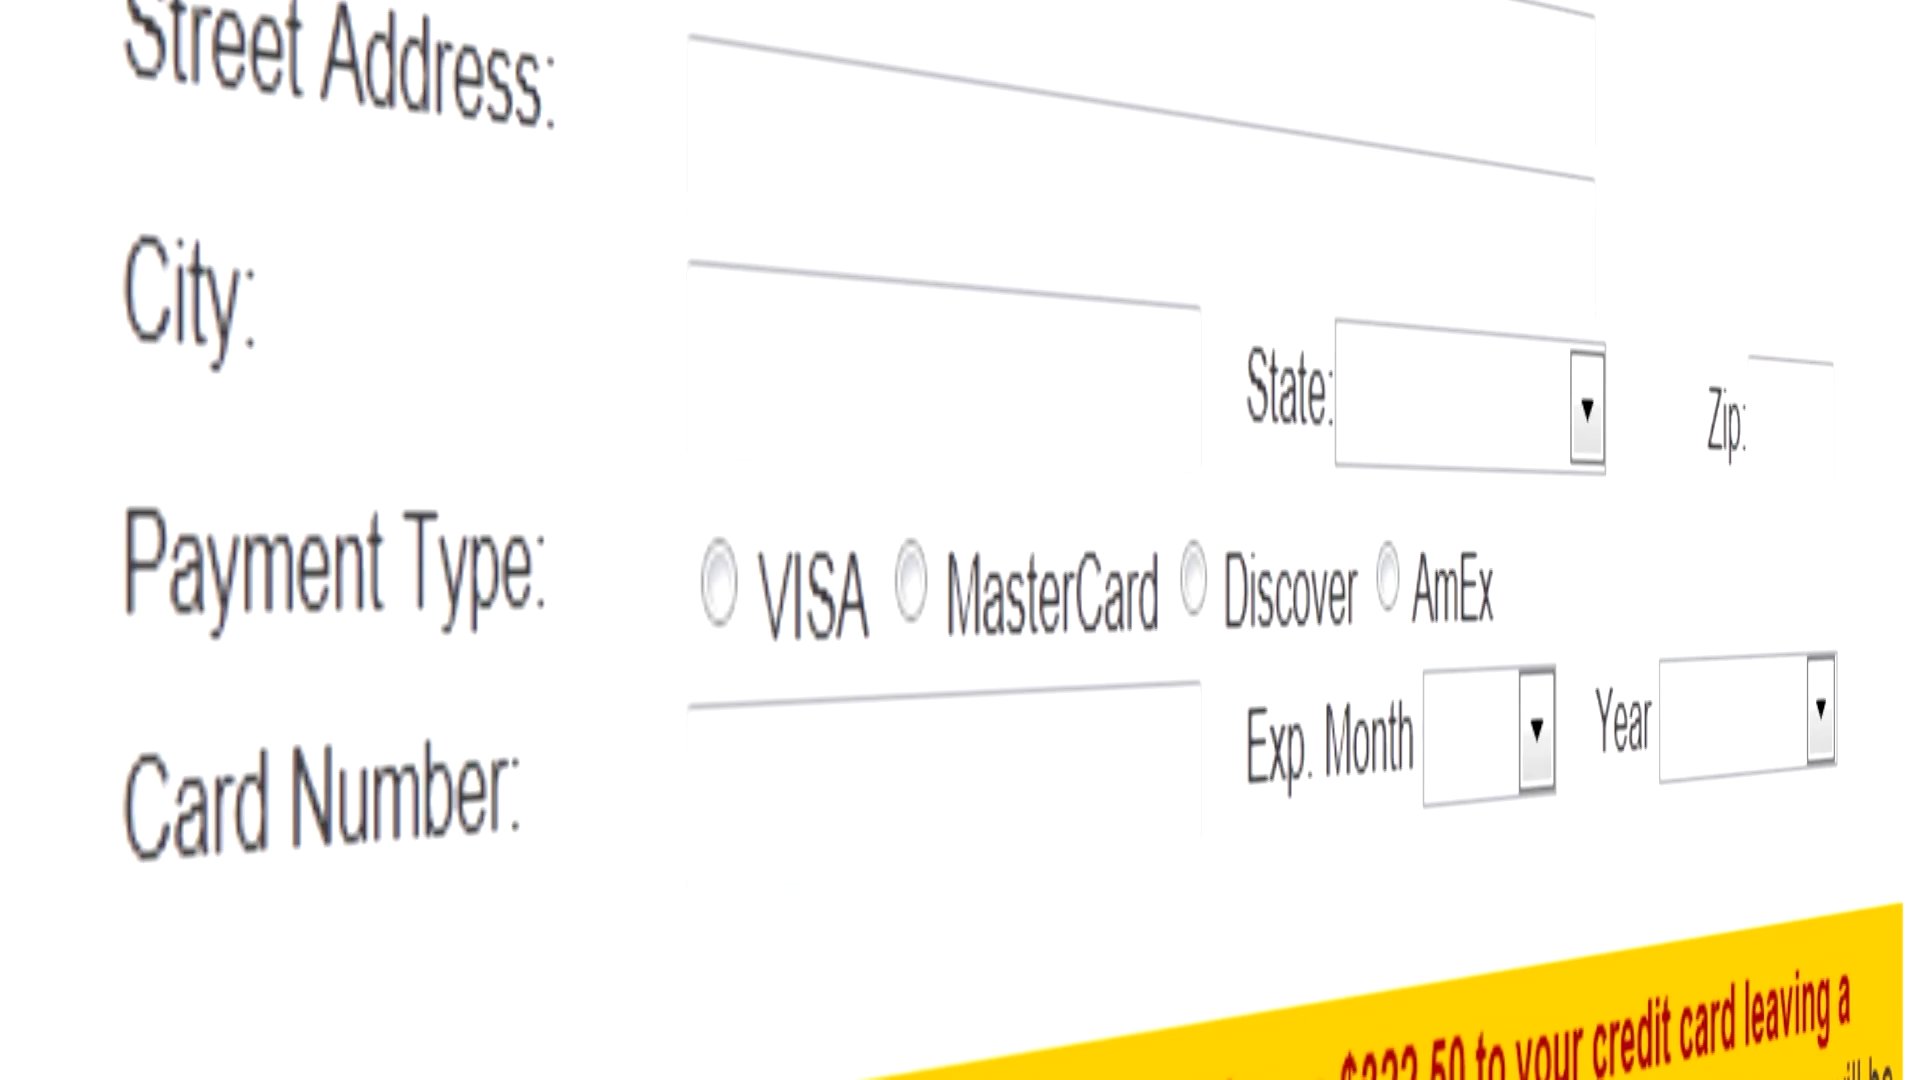 Street Address:
City:
State:
Zip:
Payment Type:
VISA MasterCard Discover AmEx
Card Number:
Exp. Month
Year
to your credit card leaving a